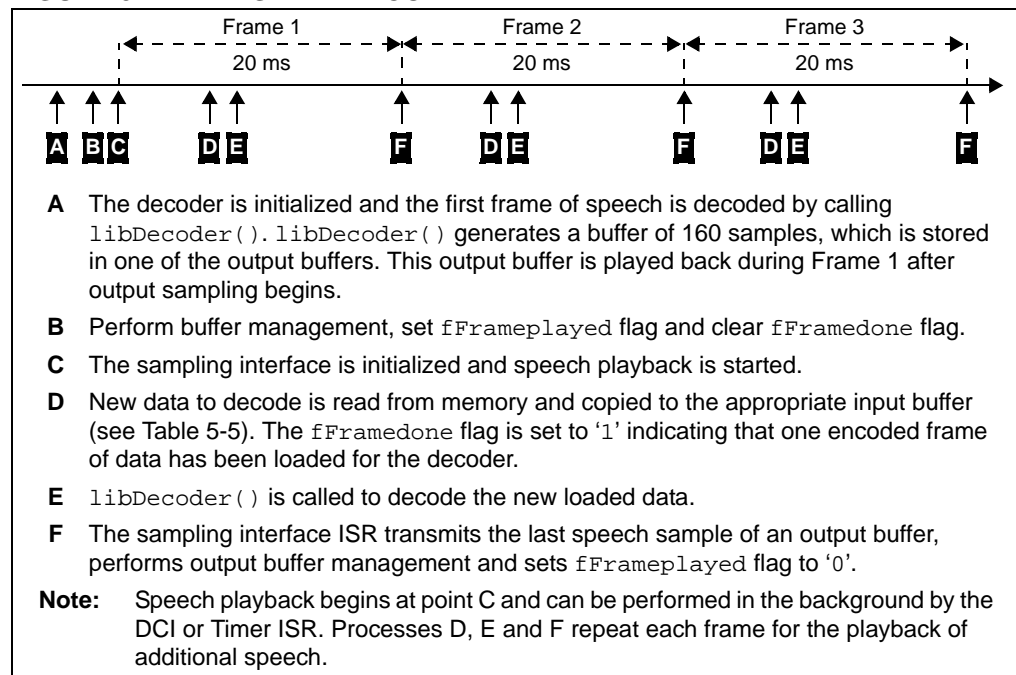 Frame 1 Frame 2 Frame 3
20 ms 20 ms 20 ms
A B C D E F D E F D E F
A The decoder is initialized and the first frame of speech is decoded by calling
libDecoder(). libDecoder() generates a buffer of 160 samples, which is stored
in one of the output buffers. This output buffer is played back during Frame 1 after
output sampling begins.
B Perform buffer management, set fFrameplayed flag and clear fFramedone flag.
C The sampling interface is initialized and speech playback is started.
D New data to decode is read from memory and copied to the appropriate input buffer
(see Table 5-5). The fFramedone flag is set to ‘1’ indicating that one encoded frame
of data has been loaded for the decoder.
E libDecoder() is called to decode the new loaded data.
F The sampling interface ISR transmits the last speech sample of an output buffer,
performs output buffer management and sets fFrameplayed flag to ‘0’.
Note: Speech playback begins at point C and can be performed in the background by the
DCI or Timer ISR. Processes D, E and F repeat each frame for the playback of
additional speech.